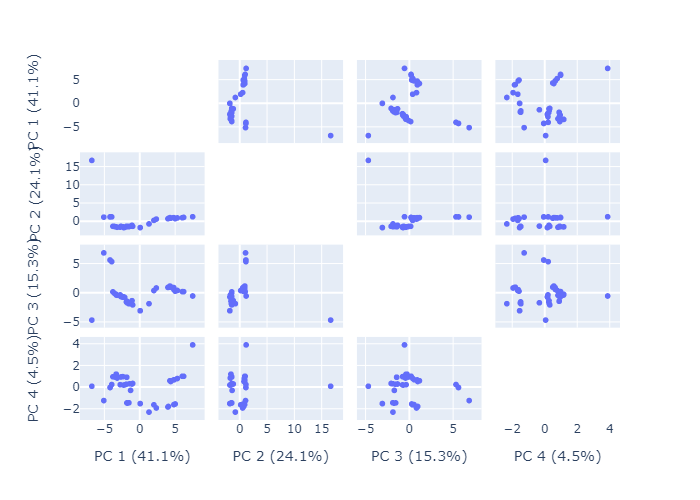 PC 1 (41.1%)
5
0
−5
PC 2 (24.1%)
15
10
5
0
PC 3 (15.3%)
5
0
−5
PC 4 (4.5%)
4
2
0
−2
−5 0 5 0 5 10 15 −5 0 5 −2 0 2 4
PC 1 (41.1%) PC 2 (24.1%) PC 3 (15.3%) PC 4 (4.5%)